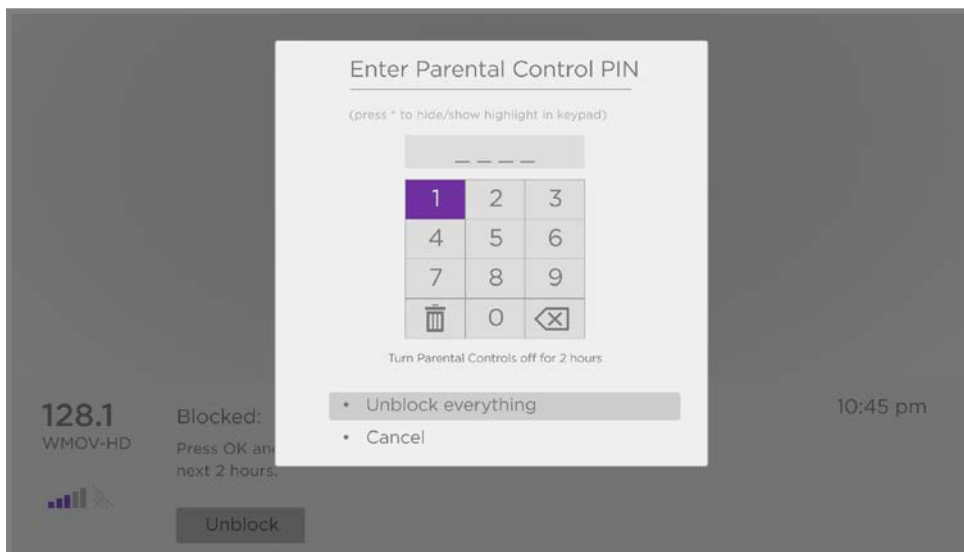 Enter Parental Control PIN
(press * to hide/show highlight in keypad)
_ _ _ _
1 2 3
4 5 6
7 8 9
0
Turn Parental Controls off for 2 hours
• Unblock everything
• Cancel
128.1
WMOV-HD
Blocked:
Press OK an
next 2 hours.
Unblock
10:45 pm